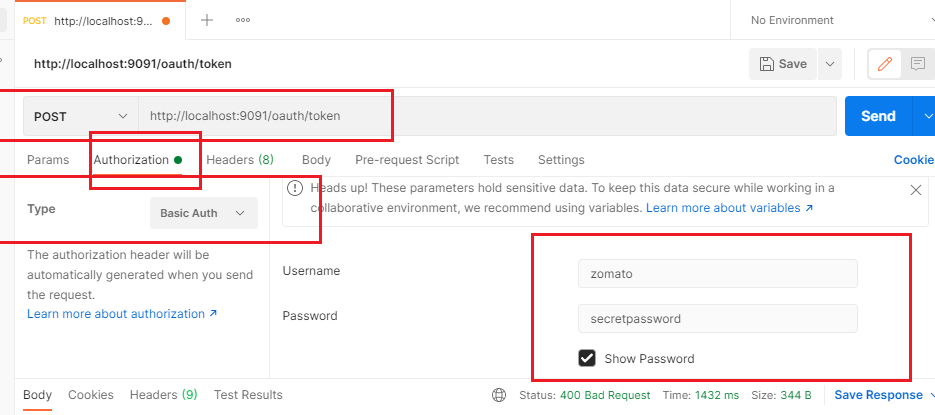 POST http://localhost:9... + ooo No Environment
http://localhost:9091/oauth/token Save
POST http://localhost:9091/oauth/token Send
Params Authorization Headers (8) Body Pre-request Script Tests Settings Cookie
Heads up! These parameters hold sensitive data. To keep this data secure while working in a
collaborative environment, we recommend using variables. Learn more about variables ↗
Type Basic Auth
The authorization header will be
automatically generated when you send
the request.
Learn more about authorization ↗
Username zomato
Password secretpassword
Show Password
Body Cookies Headers (9) Test Results Status: 400 Bad Request Time: 1432 ms Size: 344 B Save Response